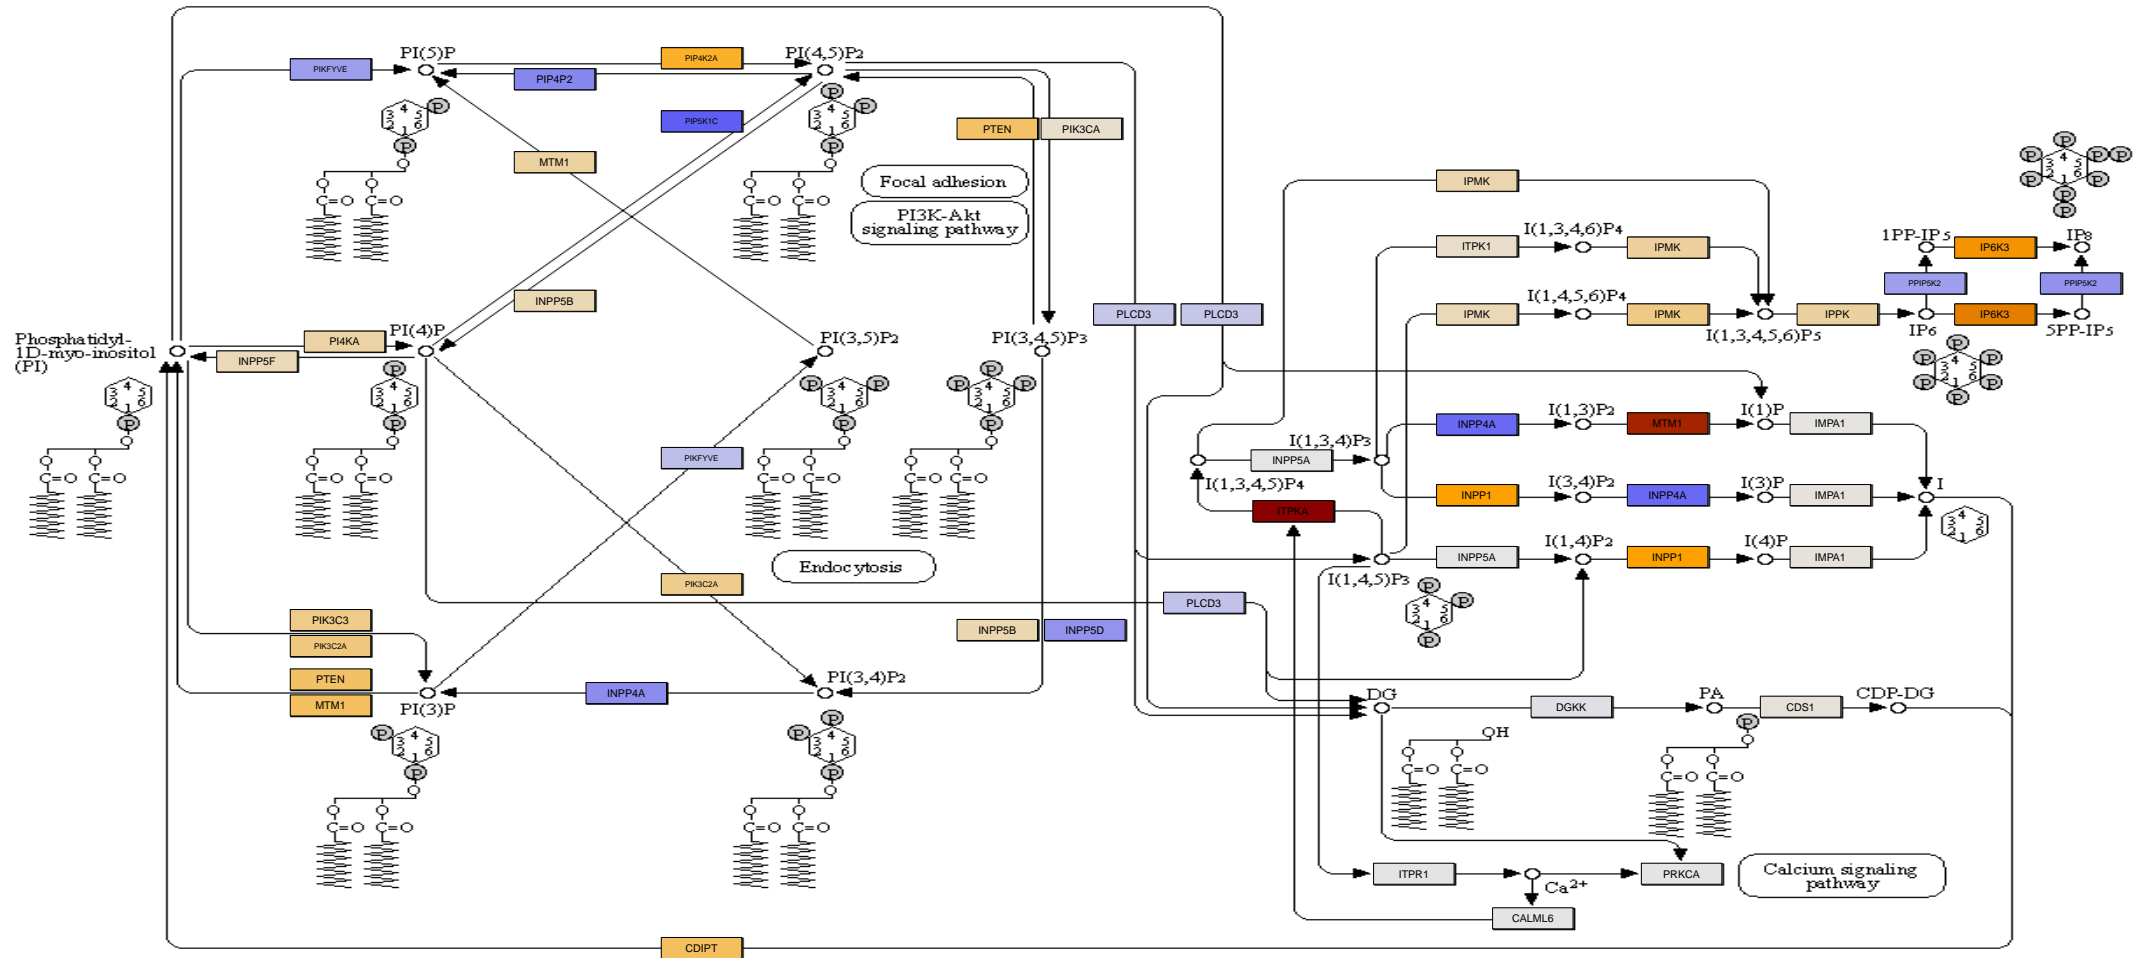 PI(5)P
PIKFYVE
PIP4K2A
PIP4P2
PI(4,5)P2
PIP5K1C
MTM1
PTEN
PIK3CA
Focal adhesion
PI3K-Akt
signaling pathway
INPP5B
Phosphatidyl-
1D-myo-inositol
(PI)
PI4KA
INPP5F
PI(4)P
PI(3,5)P2
PI(3,4,5)P3
PIKFYVE
Endocytosis
PIK3C2A
PIK3C3
PIK3C2A
PTEN
MTM1
PI(3)P
INPP4A
PI(3,4)P2
INPP5B
INPP5D
PLCD3
PLCD3
PLCD3
IPMK
ITPK1
I(1,3,4,6)P4
IPMK
IPMK
I(1,4,5,6)P4
IPMK
I(1,3,4,5,6)P5
IPPK
IP6
1PP-IP5
IP6K3
IP8
PPIP5K2
PPIP5K2
IP6K3
5PP-IP5
I(1,3,4)P3
INPP5A
I(1,3,4,5)P4
ITPKA
INPP4A
I(1,3)P2
MTM1
I(1)P
IMPA1
INPP1
I(3,4)P2
INPP4A
I(3)P
IMPA1
I
I(1,4,5)P3
INPP5A
I(1,4)P2
INPP1
I(4)P
IMPA1
DG
DGKK
PA
CDS1
CDP-DG
OH
ITPR1
Ca2+
PRKCA
CALML6
Calcium signaling
pathway
CDIPT